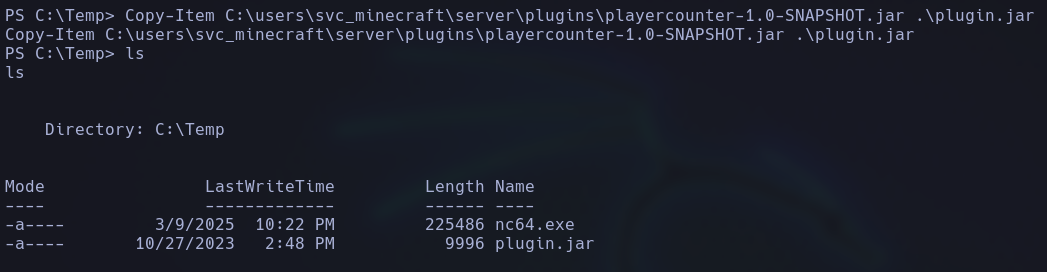 PS C:\Temp> Copy-Item C:\users\svc_minecraft\server\plugins\playercounter-1.0-SNAPSHOT.jar .\plugin.jar
Copy-Item C:\users\svc_minecraft\server\plugins\playercounter-1.0-SNAPSHOT.jar .\plugin.jar
PS C:\Temp> ls
ls
    Directory: C:\Temp
Mode                LastWriteTime         Length Name
----                -------------         ------ ----
-a----         3/9/2025  10:22 PM         225486 nc64.exe
-a----       10/27/2023   2:48 PM           9996 plugin.jar